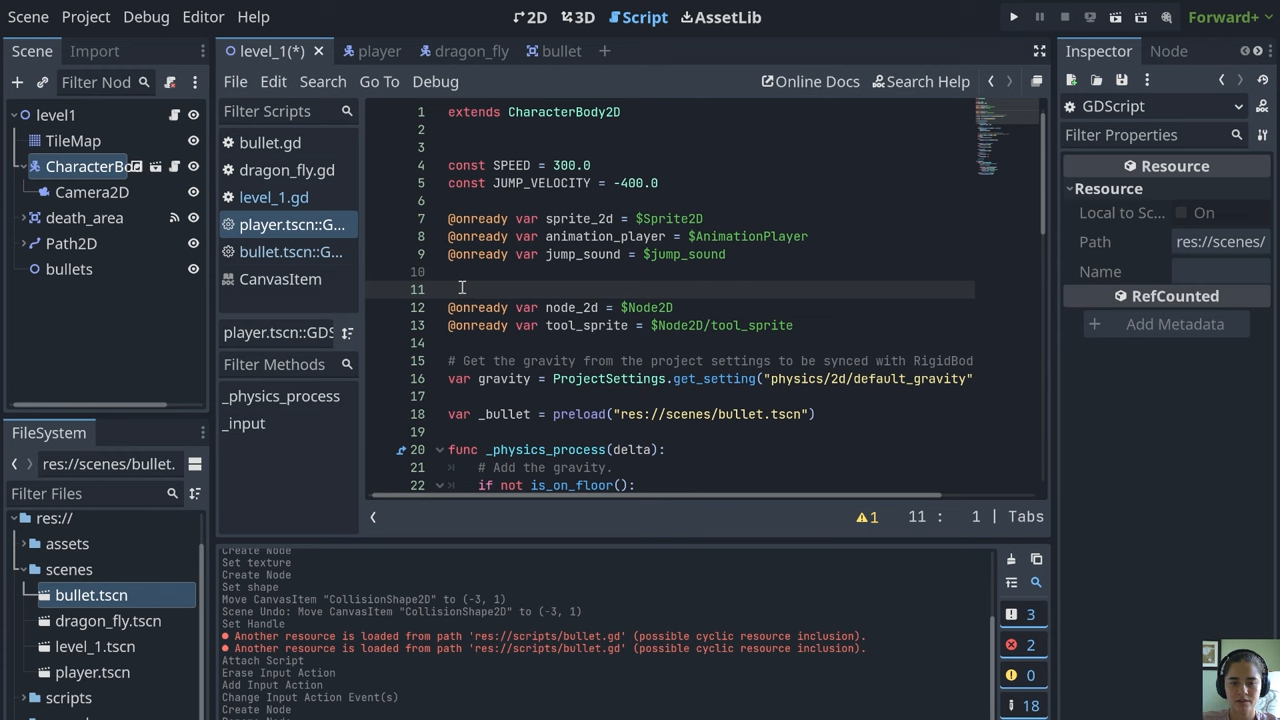 Scene Project Debug Editor Help
2D 3D Script AssetLib
Forward+
Scene Import
level_1(*) player dragon_fly bullet
Inspector Node
Filter Nod
File Edit Search Go To Debug
Online Docs Search Help
level1
TileMap
CharacterBo
Camera2D
death_area
Path2D
bullets
Filter Scripts
bullet.gd
dragon_fly.gd
level_1.gd
player.tscn::G...
bullet.tscn::G...
CanvasItem
player.tscn::GDS
Filter Methods
_physics_process
_input
1 extends CharacterBody2D
2
3
4 const SPEED = 300.0
5 const JUMP_VELOCITY = -400.0
6
7 @onready var sprite_2d = $Sprite2D
8 @onready var animation_player = $AnimationPlayer
9 @onready var jump_sound = $jump_sound
10
11
12 @onready var node_2d = $Node2D
13 @onready var tool_sprite = $Node2D/tool_sprite
14
15 # Get the gravity from the project settings to be synced with RigidBod
16 var gravity = ProjectSettings.get_setting("physics/2d/default_gravity"
17
18 var _bullet = preload("res://scenes/bullet.tscn")
19
20 func _physics_process(delta):
21 # Add the gravity.
22 if not is_on_floor():
1 11 : 1 | Tabs
GDScript
Filter Properties
Resource
Resource
Local to Sc... On
Path res://scenes/
Name
RefCounted
Add Metadata
FileSystem
res://scenes/bullet.
Filter Files
res://
assets
scenes
bullet.tscn
dragon_fly.tscn
level_1.tscn
player.tscn
scripts
Create Node
Set texture
Create Node
Set shape
Move CanvasItem "CollisionShape2D" to (-3, 1)
Scene Undo: Move CanvasItem "CollisionShape2D" to (-3, 1)
Set Handle
Another resource is loaded from path 'res://scripts/bullet.gd' (possible cyclic resource inclusion).
Another resource is loaded from path 'res://scripts/bullet.gd' (possible cyclic resource inclusion).
Attach Script
Erase Input Action
Add Input Action
Change Input Action Event(s)
Create Node
3
2
0
18